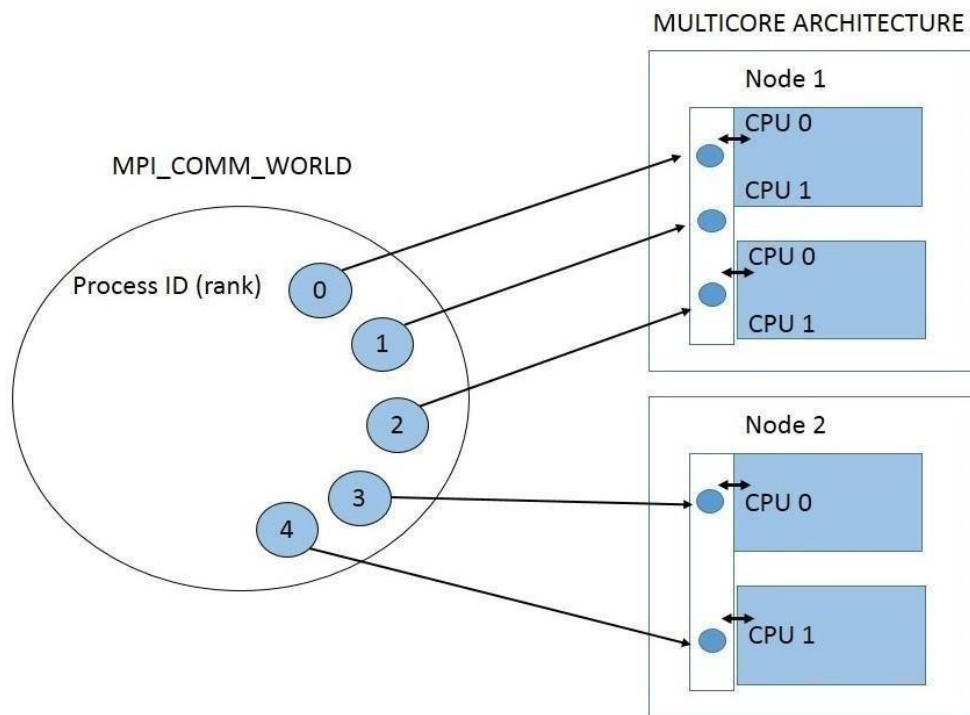 MULTICORE ARCHITECTURE
Node 1
CPU 0
CPU 1
CPU 0
CPU 1
MPI_COMM_WORLD
Process ID (rank)
0
1
2
3
4
Node 2
CPU 0
CPU 1